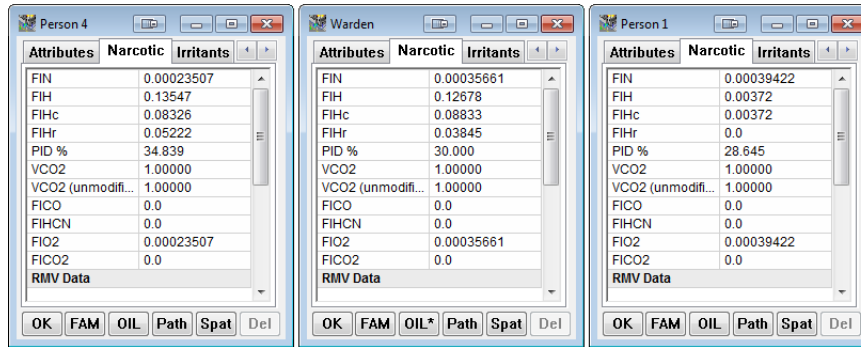 Person 4
Attributes Narcotic Irritants
FIN 0.00023507
FIH 0.13547
FIHc 0.08326
FIHr 0.05222
PID % 34.839
VCO2 1.00000
VCO2 (unmodifi... 1.00000
FICO 0.0
FIHCN 0.0
FIO2 0.00023507
FICO2 0.0
RMV Data
OK FAM OIL Path Spat Del
Warden
Attributes Narcotic Irritants
FIN 0.00035661
FIH 0.12678
FIHc 0.08833
FIHr 0.03845
PID % 30.000
VCO2 1.00000
VCO2 (unmodifi... 1.00000
FICO 0.0
FIHCN 0.0
FIO2 0.00035661
FICO2 0.0
RMV Data
OK FAM OIL* Path Spat Del
Person 1
Attributes Narcotic Irritants
FIN 0.00039422
FIH 0.00372
FIHc 0.00372
FIHr 0.0
PID % 28.645
VCO2 1.00000
VCO2 (unmodifi... 1.00000
FICO 0.0
FIHCN 0.0
FIO2 0.00039422
FICO2 0.0
RMV Data
OK FAM OIL Path Spat Del